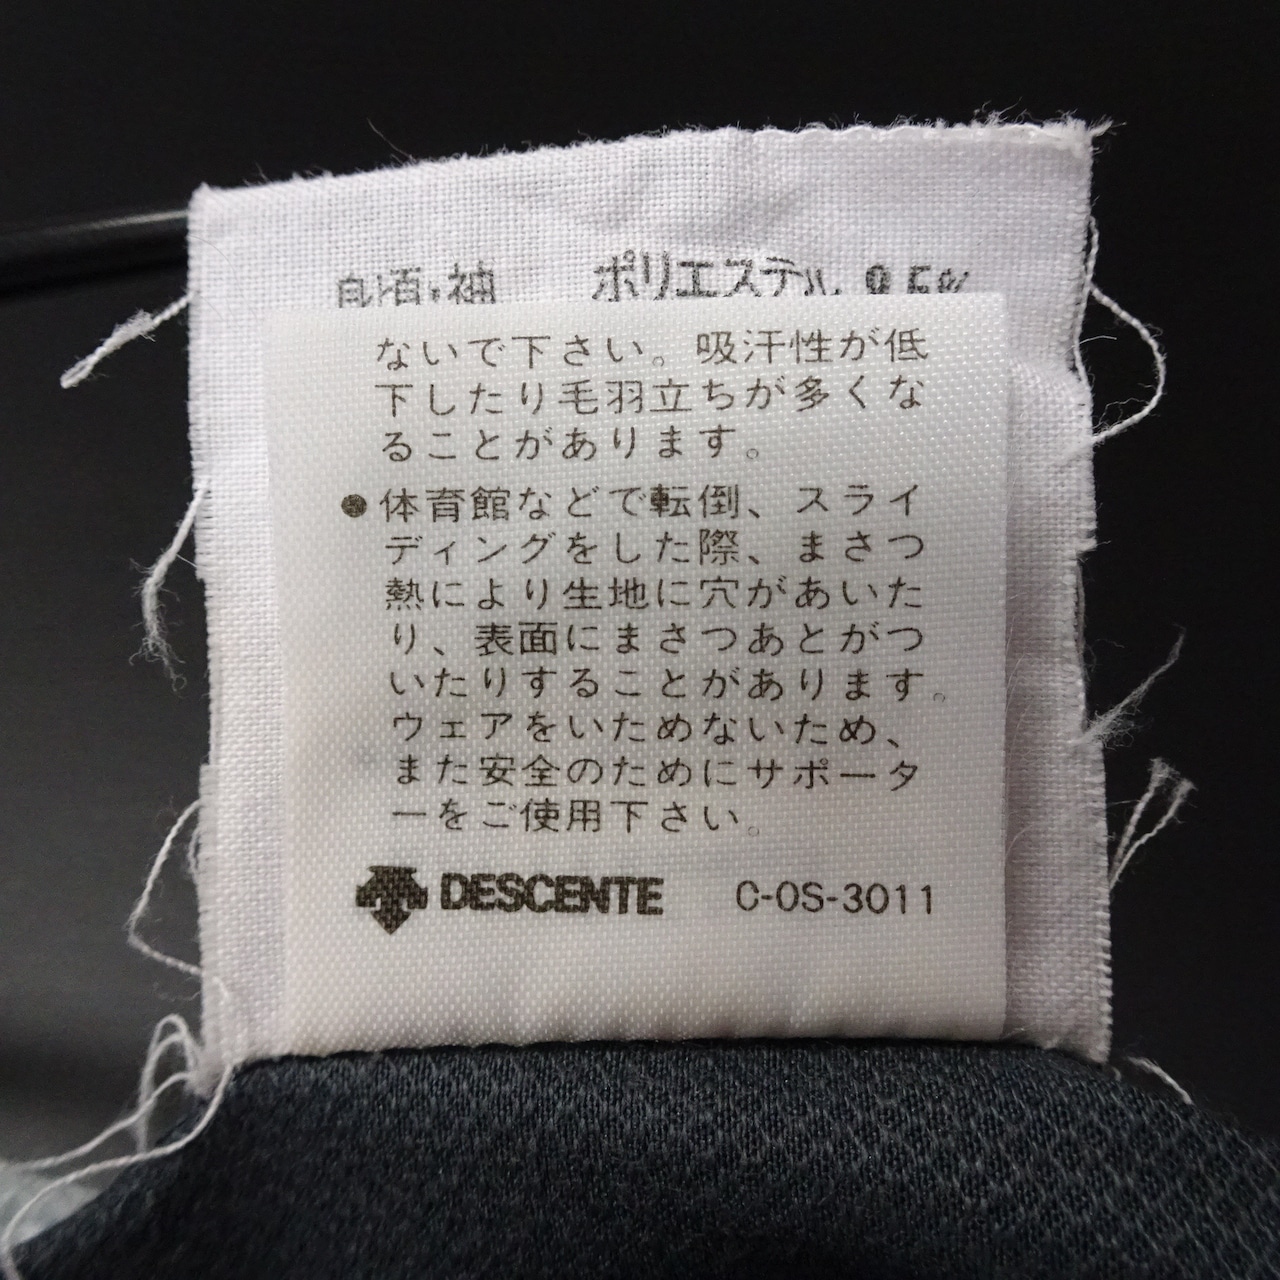 身頃・袖 ポリエステル 95%
ないで下さい。吸汗性が低
下したり毛羽立ちが多くな
ることがあります。
●体育館などで転倒、スライ
ディングをした際、まさつ
熱により生地に穴があいた
り、表面にまさつあとがつ
いたりすることがあります。
ウェアをいためないため、
また安全のためにサポータ
ーをご使用下さい。
DESCENTE C-OS-3011